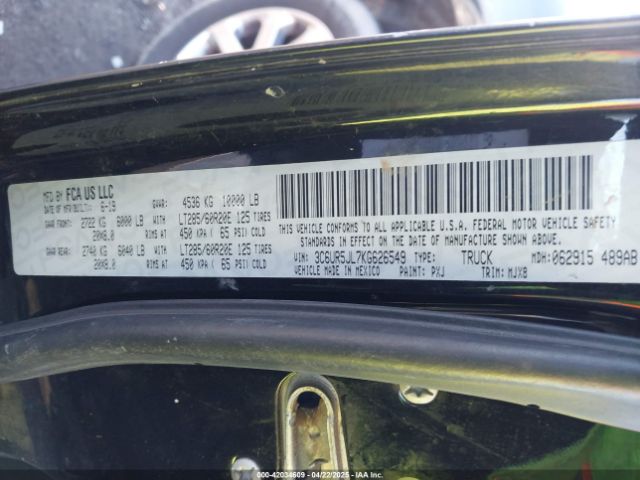 MFD BY FCA US LLC
DATE OF MFR/BUILT: 6-19 GVWR: 4536 KG 10000 LB
GAWR FRONT: 2722 KG 6000 LB WITH LT285/60R20E 125 TIRES
20X8.0 RIMS AT 450 KPA ( 65 PSI) COLD
GAWR REAR: 2740 KG 6040 LB WITH LT285/60R20E 125 TIRES
20X8.0 RIMS AT 450 KPA ( 65 PSI) COLD
THIS VEHICLE CONFORMS TO ALL APPLICABLE U.S.A. FEDERAL MOTOR VEHICLE SAFETY
STANDARDS IN EFFECT ON THE DATE OF MANUFACTURE SHOWN ABOVE.
VIN: 3C6UR5JL7KG626549 TYPE: TRUCK MDH: 062915 489AB
VEHICLE MADE IN MEXICO PAINT: PXJ TRIM: MJX8
000-42034609 - 04/22/2025 - COPYRIGHT IAA, LLC.